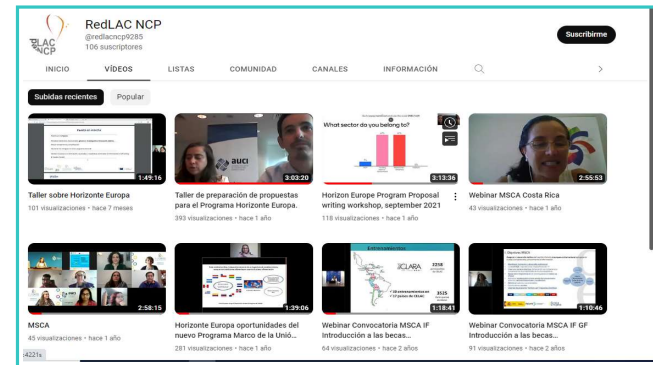 RedLAC NCP
@redlacncp9285
106 suscriptores
Suscribirme
INICIO VÍDEOS LISTAS COMUNIDAD CANALES INFORMACIÓN
Subidas recientes Popular
What sector do you belong to?
auci
1:49:16 3:03:20 3:13:36 2:55:53
Taller sobre Horizonte Europa
101 visualizaciones • hace 7 meses
Taller de preparación de propuestas
para el Programa Horizonte Europa.
393 visualizaciones • hace 1 año
Horizon Europe Program Proposal
writing workshop, september 2021
118 visualizaciones • hace 1 año
Webinar MSCA Costa Rica
43 visualizaciones • hace 1 año
Entrenamientos
CLARA
2258
3525
2:58:15 1:39:06 1:18:41 1:10:46
MSCA
45 visualizaciones • hace 1 año
Horizonte Europa oportunidades del
nuevo Programa Marco de la Unió...
281 visualizaciones • hace 1 año
Webinar Convocatoria MSCA IF
Introducción a las becas...
64 visualizaciones • hace 2 años
Webinar Convocatoria MSCA IF GF
Introducción a las becas...
91 visualizaciones • hace 2 años
:4221s